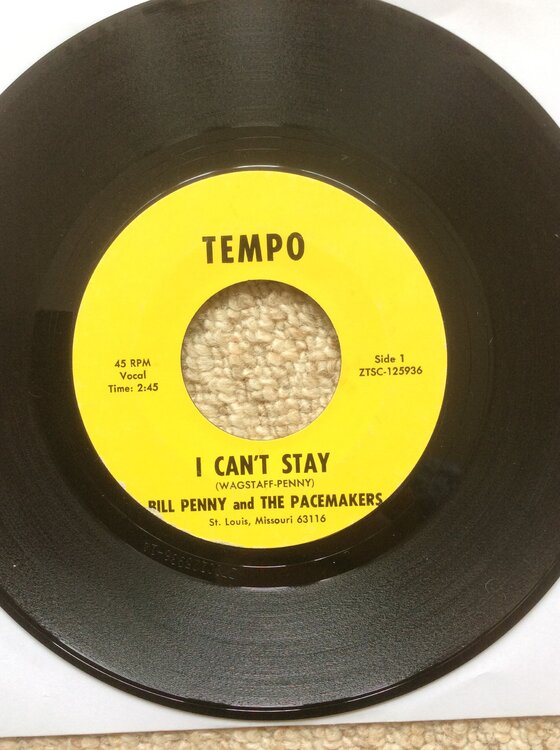 TEMPO
45 RPM
Vocal
Time: 2:45
Side 1
ZTSC-125936
I CAN'T STAY
(WAGSTAFF-PENNY)
BILL PENNY and THE PACEMAKERS
St. Louis, Missouri 63116